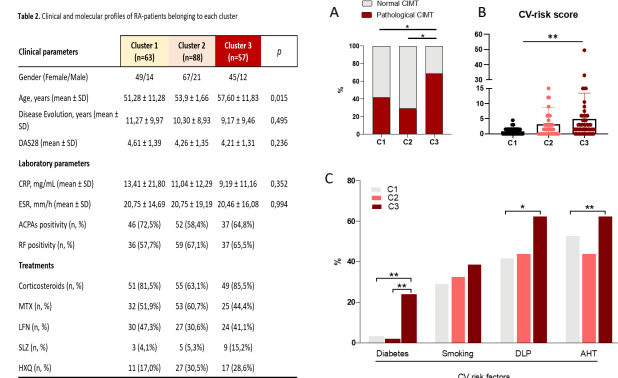 Table 2. Clinical and molecular profiles of RA-patients belonging to each cluster
Clinical parameters Cluster 1 (n=63) Cluster 2 (n=88) Cluster 3 (n=57) p
Gender (Female/Male) 49/14 67/21 45/12
Age, years (mean ± SD) 51,28 ± 11,28 53,9 ± 1,66 57,60 ± 11,83 0,015
Disease Evolution, years (mean ± SD) 11,27 ± 9,97 10,30 ± 8,93 9,17 ± 9,46 0,495
DAS28 (mean ± SD) 4,61 ± 1,39 4,26 ± 1,35 4,21 ± 1,31 0,236
Laboratory parameters
CRP, mg/mL (mean ± SD) 13,41 ± 21,80 11,04 ± 12,29 9,19 ± 11,16 0,352
ESR, mm/h (mean ± SD) 20,75 ± 14,69 20,75 ± 19,19 20,46 ± 16,08 0,994
ACPAs positivity (n, %) 46 (72,5%) 52 (58,4%) 37 (64,8%)
RF positivity (n, %) 36 (57,7%) 59 (67,1%) 37 (65,5%)
Treatments
Corticosteroids (n, %) 51 (81,5%) 55 (63,1%) 49 (85,5%)
MTX (n, %) 32 (51,9%) 53 (60,7%) 25 (44,4%)
LFN (n, %) 30 (47,3%) 27 (30,6%) 24 (41,1%)
SLZ (n, %) 3 (4,1%) 5 (5,3%) 9 (15,2%)
HXQ (n, %) 11 (17,0%) 27 (30,5%) 17 (28,6%)
A
Normal CIMT
Pathological CIMT
*
*
100
80
60
40
20
0
%
C1 C2 C3
B
CV-risk score
**
60
50
40
30
20
15
10
5
0
C1 C2 C3
C
C1
C2
C3
80
60
40
20
0
%
**
**
*
**
Diabetes Smoking DLP AHT
CV risk factors